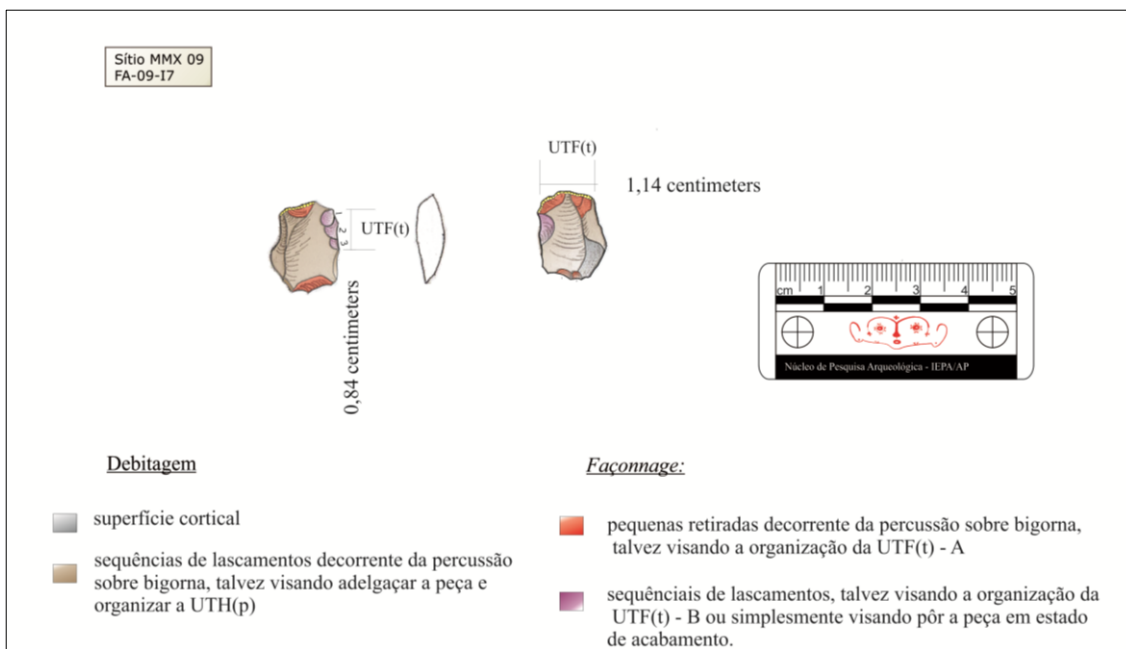 Sítio MMX 09
FA-09-I7
UTF(t)
1,14 centimeters
1
2
3
UTF(t)
0,84 centimeters
cm 1 2 3 4 5
Núcleo de Pesquisa Arqueológica - IEPA/AP
Debitagem
superfície cortical
sequências de lascamentos decorrente da percussão
sobre bigorna, talvez visando adelgaçar a peça e
organizar a UTH(p)
Façonnage:
pequenas retiradas decorrente da percussão sobre bigorna,
talvez visando a organização da UTF(t) - A
sequênciais de lascamentos, talvez visando a organização da
UTF(t) - B ou simplesmente visando pôr a peça em estado
de acabamento.